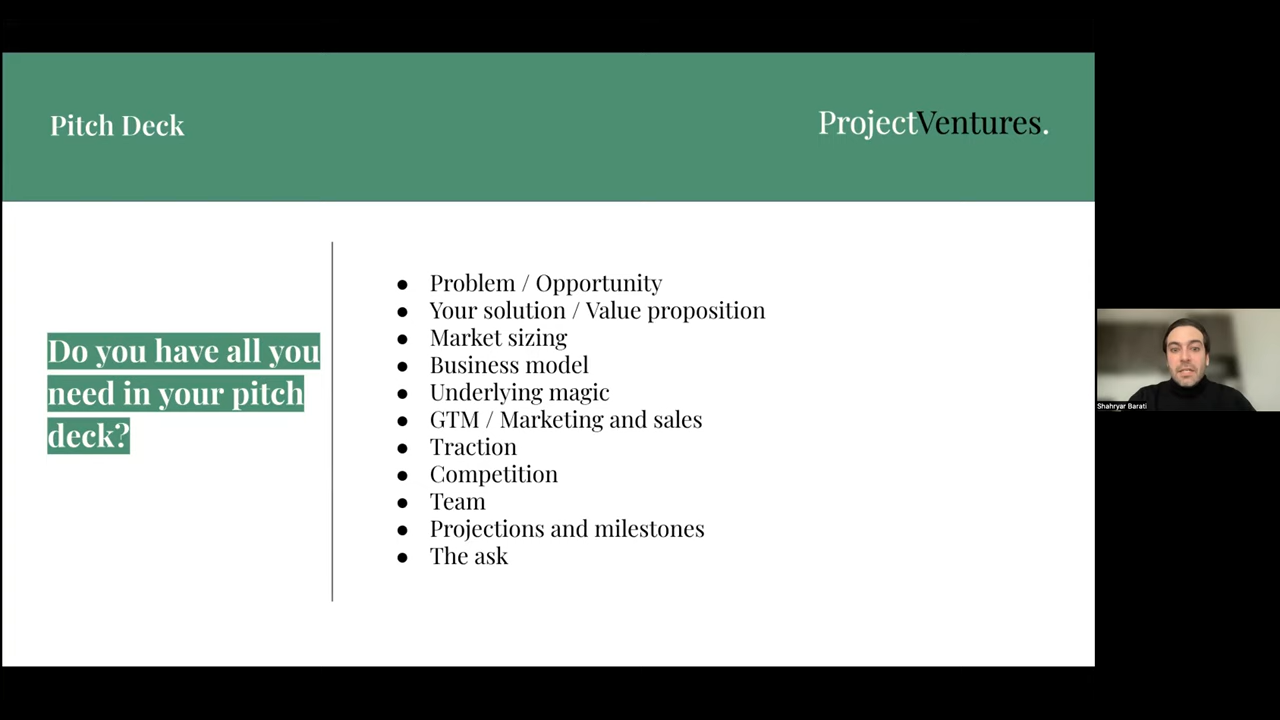 Pitch Deck
ProjectVentures.
Do you have all you
need in your pitch
deck?
● Problem / Opportunity
● Your solution / Value proposition
● Market sizing
● Business model
● Underlying magic
● GTM / Marketing and sales
● Traction
● Competition
● Team
● Projections and milestones
● The ask
Shahryar Barati